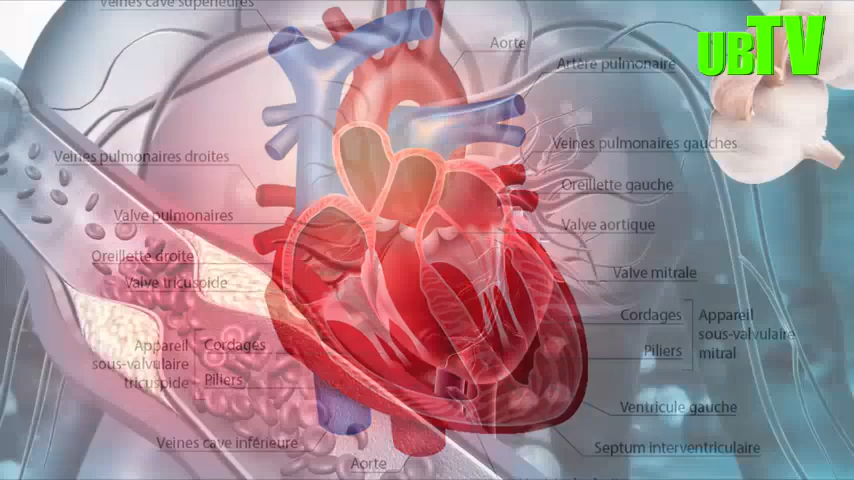 Veines cave supérieures
UBTV
Aorte
Artère pulmonaire
Veines pulmonaires gauches
Veines pulmonaires droites
Oreillette gauche
Valve pulmonaires
Valve aortique
Oreillette droite
Valve mitrale
Valve tricuspide
Cordages
Piliers
Appareil
sous-valvulaire
mitral
Appareil
sous-valvulaire
tricuspide
Cordages
Piliers
Ventricule gauche
Veines cave inférieure
Septum interventriculaire
Aorte